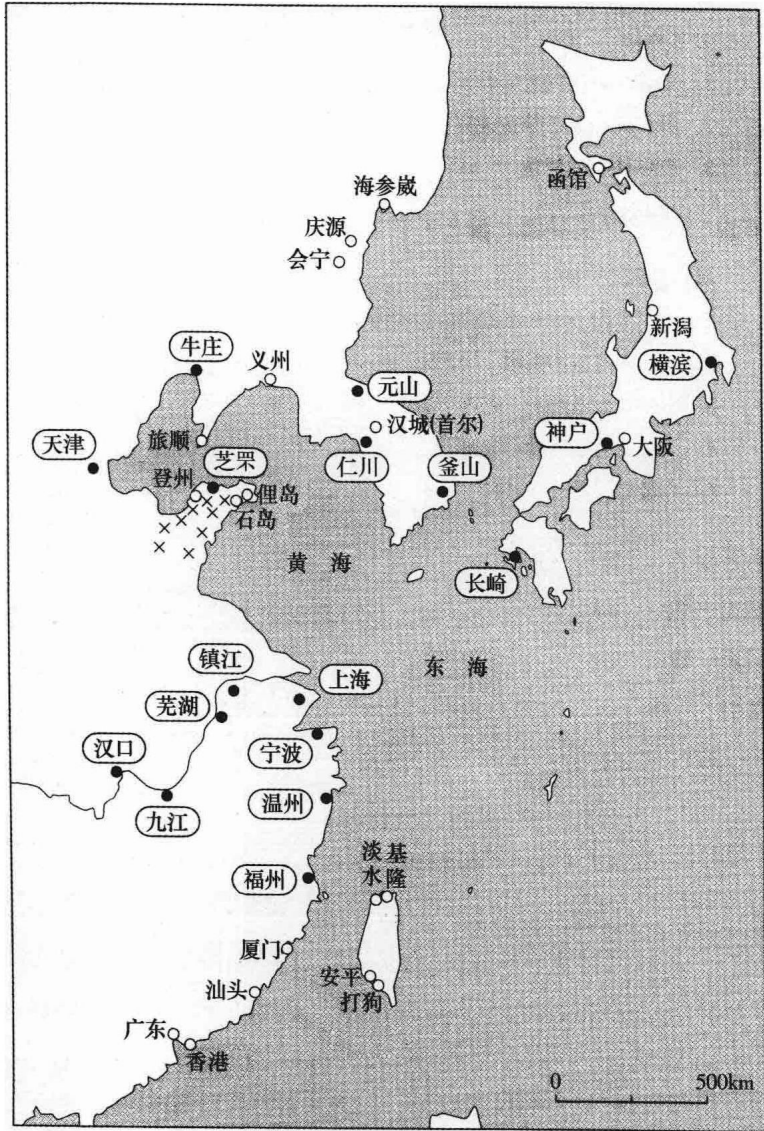 函馆
海参崴
庆源
会宁
新潟
牛庄
义州
元山
横滨
汉城(首尔)
神户
大阪
天津
旅顺
芝罘
仁川
登州
俚岛
釜山
石岛
黄 海
长崎
东 海
镇江
上海
芜湖
宁波
汉口
温州
九江
淡水
基隆
福州
厦门
安平
汕头
打狗
广东
香港
0 500km